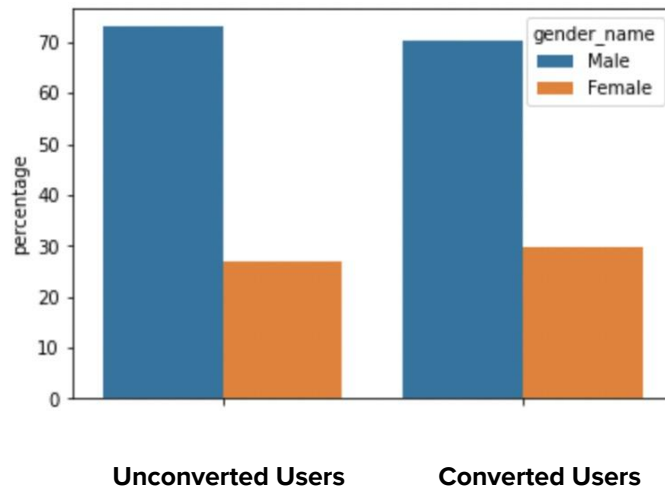 70
60
50
40
30
20
10
0
percentage
gender_name
Male
Female
Unconverted Users
Converted Users